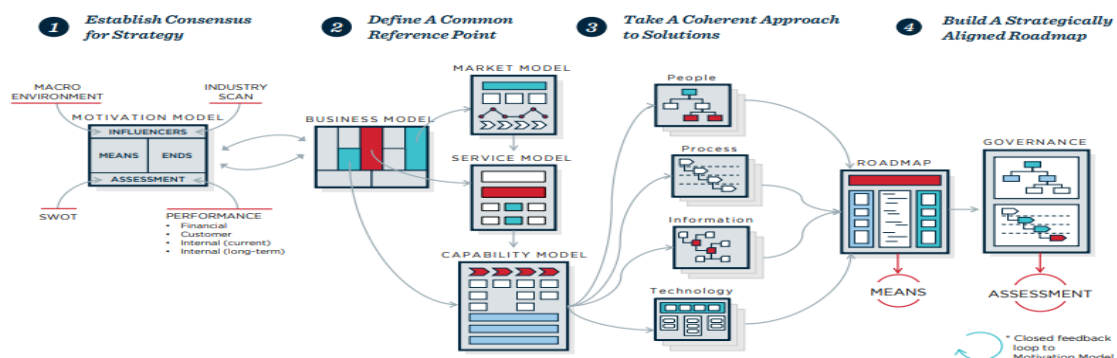 1 Establish Consensus
for Strategy
2 Define A Common
Reference Point
3 Take A Coherent Approach
to Solutions
4 Build A Strategically
Aligned Roadmap
MACRO
ENVIRONMENT
INDUSTRY
SCAN
MOTIVATION MODEL
INFLUENCERS
MEANS
ENDS
ASSESSMENT
SWOT
PERFORMANCE
• Financial
• Customer
• Internal (current)
• Internal (long-term)
BUSINESS MODEL
MARKET MODEL
SERVICE MODEL
CAPABILITY MODEL
People
Process
Information
Technology
ROADMAP
MEANS
GOVERNANCE
ASSESSMENT
* Closed feedback
loop to
Motivation Model